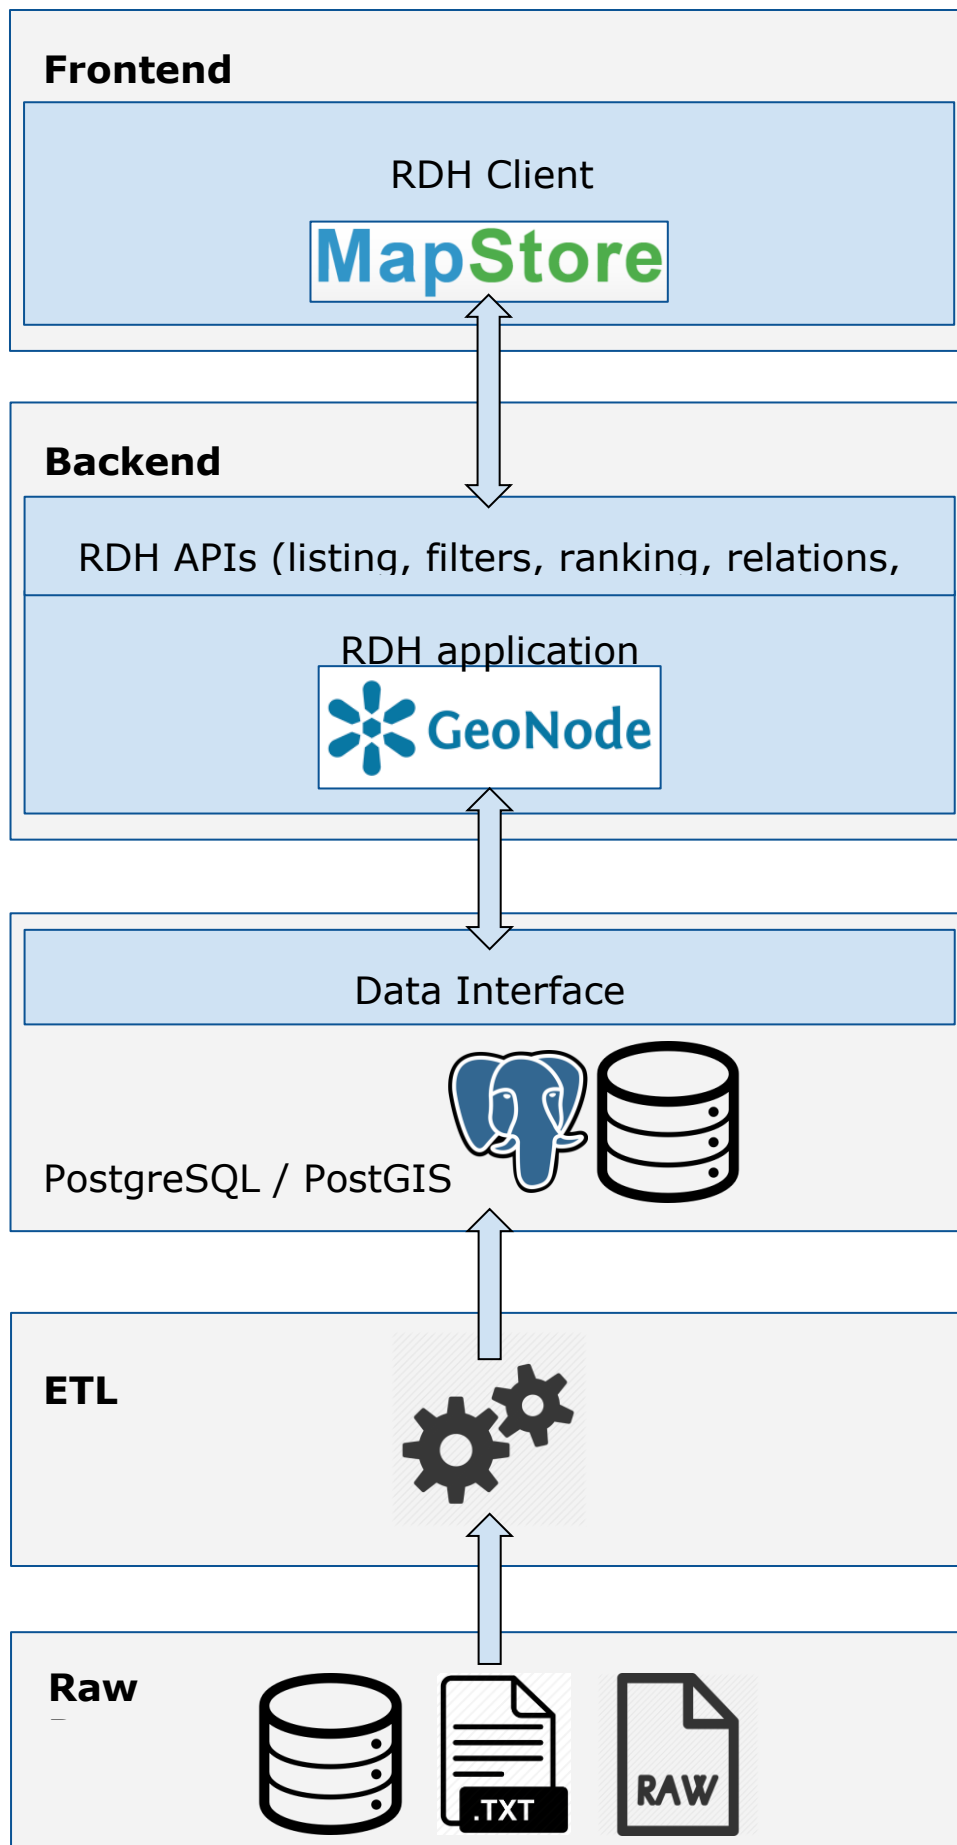 Frontend
RDH Client
MapStore
Backend
RDH APIs (listing, filters, ranking, relations,
RDH application
GeoNode
Data Interface
PostgreSQL / PostGIS
ETL
Raw
.TXT
RAW